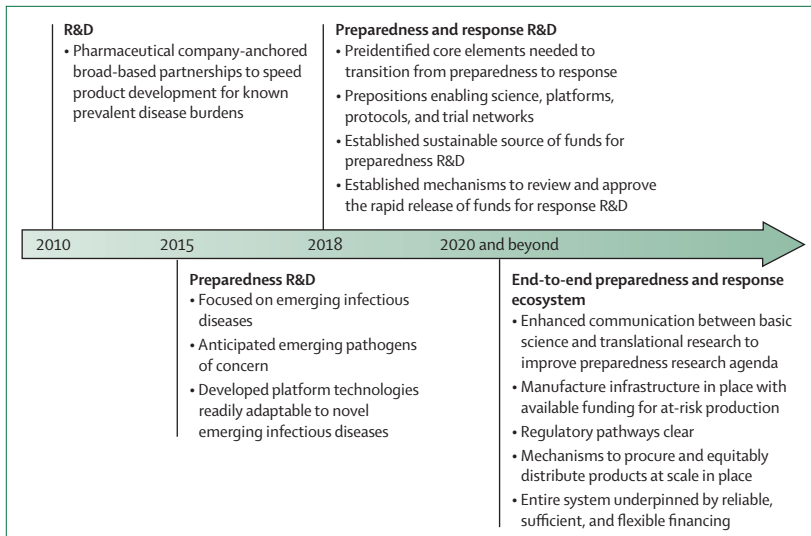 R&D
• Pharmaceutical company-anchored
broad-based partnerships to speed
product development for known
prevalent disease burdens
Preparedness and response R&D
• Preidentified core elements needed to
transition from preparedness to response
• Prepositions enabling science, platforms,
protocols, and trial networks
• Established sustainable source of funds for
preparedness R&D
• Established mechanisms to review and approve
the rapid release of funds for response R&D
2010
2015
2018
2020 and beyond
Preparedness R&D
• Focused on emerging infectious
diseases
• Anticipated emerging pathogens
of concern
• Developed platform technologies
readily adaptable to novel
emerging infectious diseases
End-to-end preparedness and response
ecosystem
• Enhanced communication between basic
science and translational research to
improve preparedness research agenda
• Manufacture infrastructure in place with
available funding for at-risk production
• Regulatory pathways clear
• Mechanisms to procure and equitably
distribute products at scale in place
• Entire system underpinned by reliable,
sufficient, and flexible financing